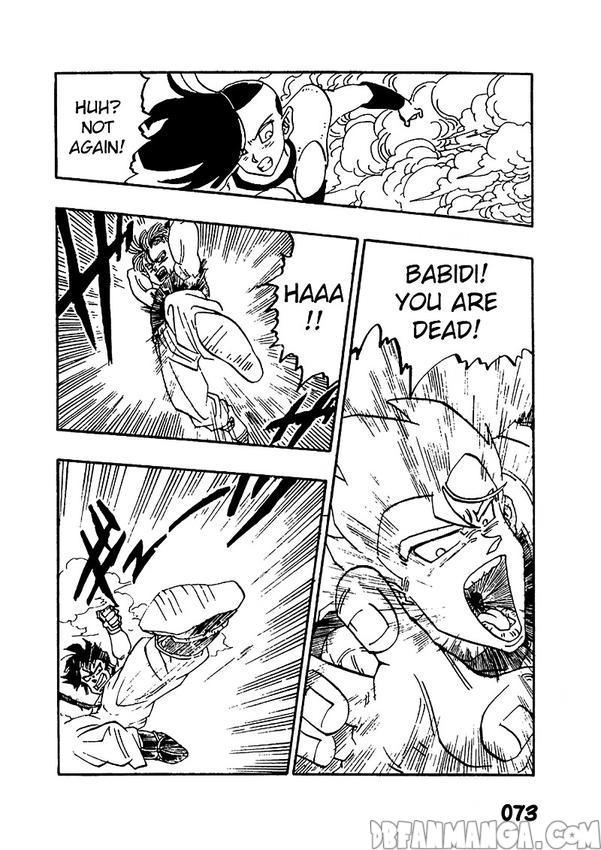 HUH?
NOT
AGAIN!
HAAA
!!
BABIDI!
YOU ARE
DEAD!
073
DBFANMANGA.COM